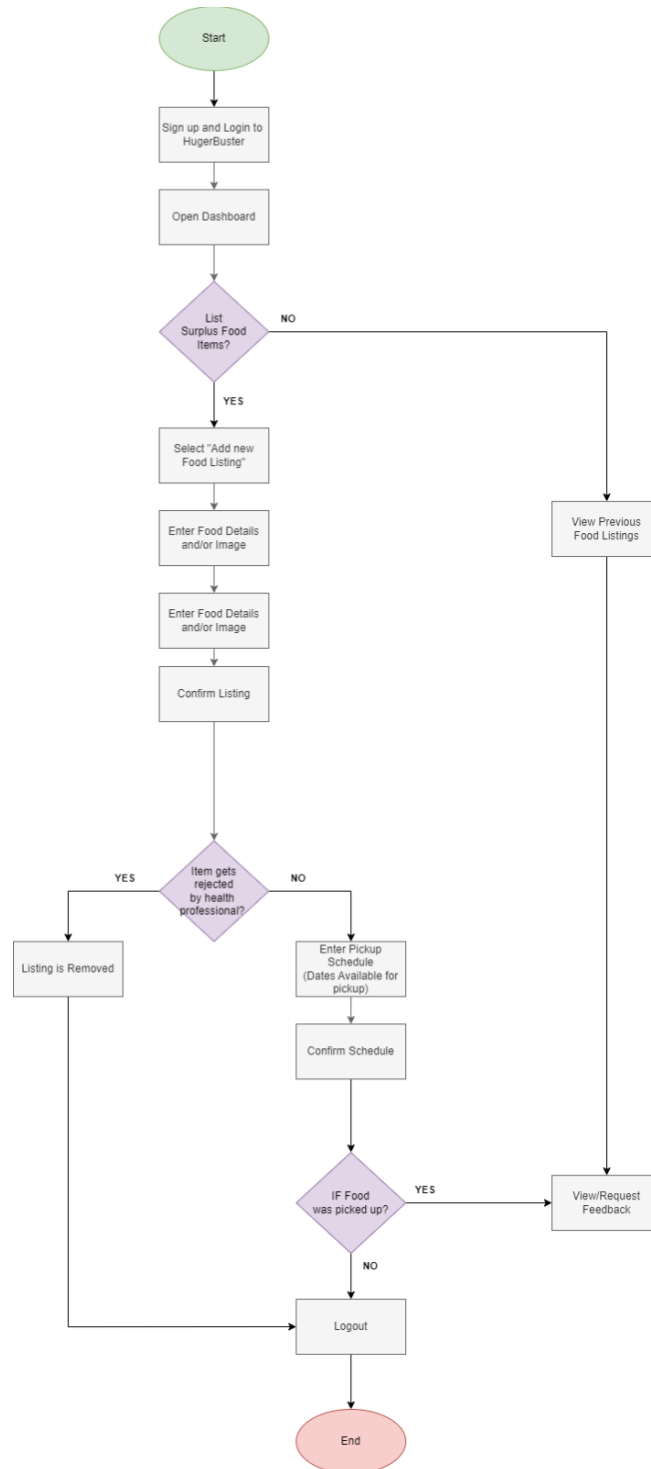 Start
Sign up and Login to
HugerBuster
Open Dashboard
List
Surplus Food
Items?
NO
YES
Select "Add new
Food Listing"
Enter Food Details
and/or Image
View Previous
Food Listings
Enter Food Details
and/or Image
Confirm Listing
Item gets
rejected
by health
professional?
YES
NO
Listing is Removed
Enter Pickup
Schedule
(Dates Available for
pickup)
Confirm Schedule
IF Food
was picked up?
YES
View/Request
Feedback
NO
Logout
End